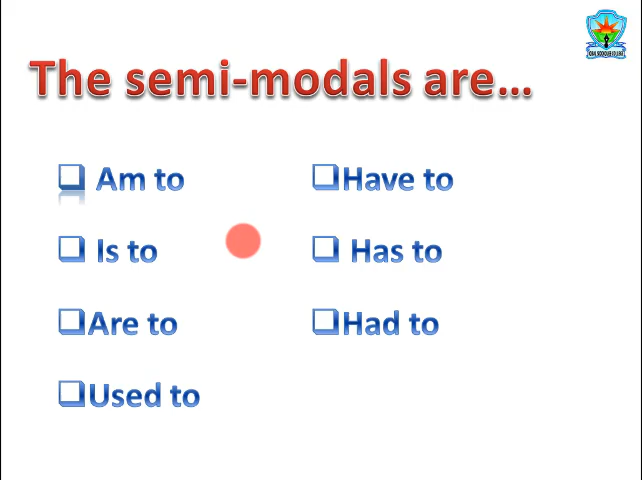 The semi-modals are...
Am to
Is to
Are to
Used to
Have to
Has to
Had to